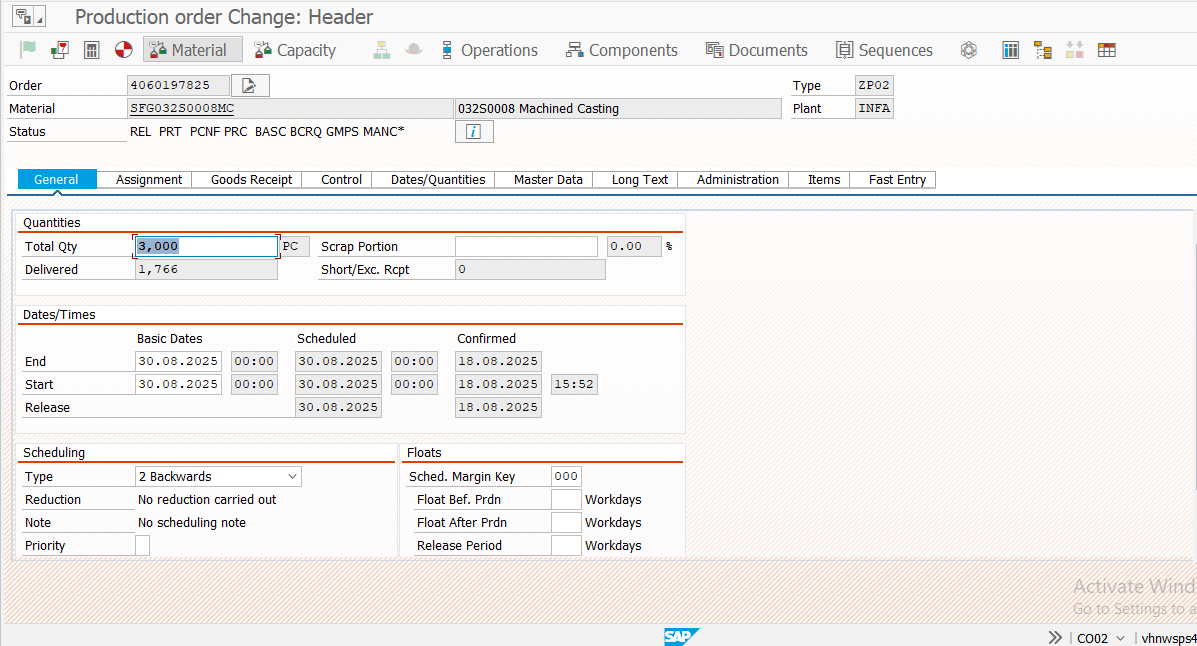 Production order Change: Header
Material Capacity Operations Components Documents Sequences
Order 4060197825 Type ZP02
Material SFG032S0008MC 032S0008 Machined Casting Plant INFA
Status REL PRT PCNF PRC BASC BCRQ GMPS MANC* i
General Assignment Goods Receipt Control Dates/Quantities Master Data Long Text Administration Items Fast Entry
Quantities
Total Qty 3,000 PC Scrap Portion 0.00 %
Delivered 1,766 Short/Exc. Rcpt 0
Dates/Times
Basic Dates Scheduled Confirmed
End 30.08.2025 00:00 30.08.2025 00:00 18.08.2025
Start 30.08.2025 00:00 30.08.2025 00:00 18.08.2025 15:52
Release 30.08.2025 18.08.2025
Scheduling Floats
Type 2 Backwards Sched. Margin Key 000
Reduction No reduction carried out Float Bef. Prdn Workdays
Note No scheduling note Float After Prdn Workdays
Priority Release Period Workdays
Activate Wind
Go to Settings to a
SAP CO02 vhnwsps4